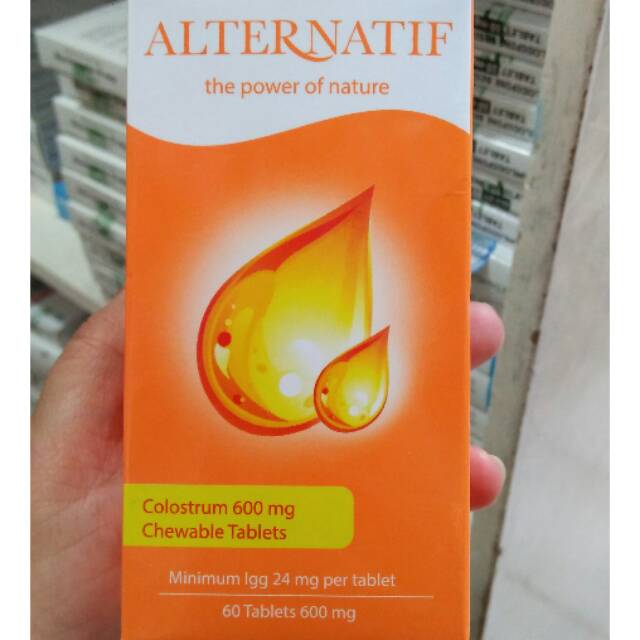 ALTERNATIF
the power of nature
Colostrum 600 mg
Chewable Tablets
Minimum Igg 24 mg per tablet
60 Tablets 600 mg